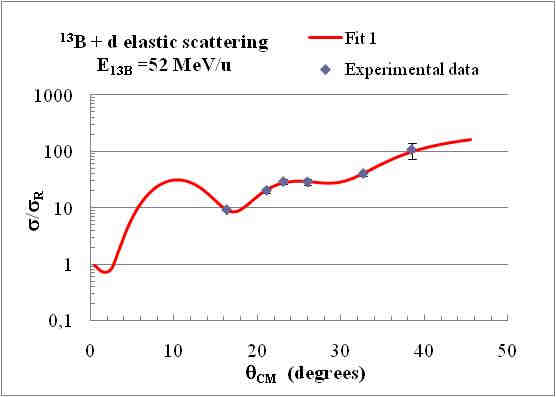 ¹³B + d elastic scattering
E₁₃B =52 MeV/u
Fit 1
Experimental data
1000
100
10
1
0,1
σ/σR
0 10 20 30 40 50
θCM (degrees)